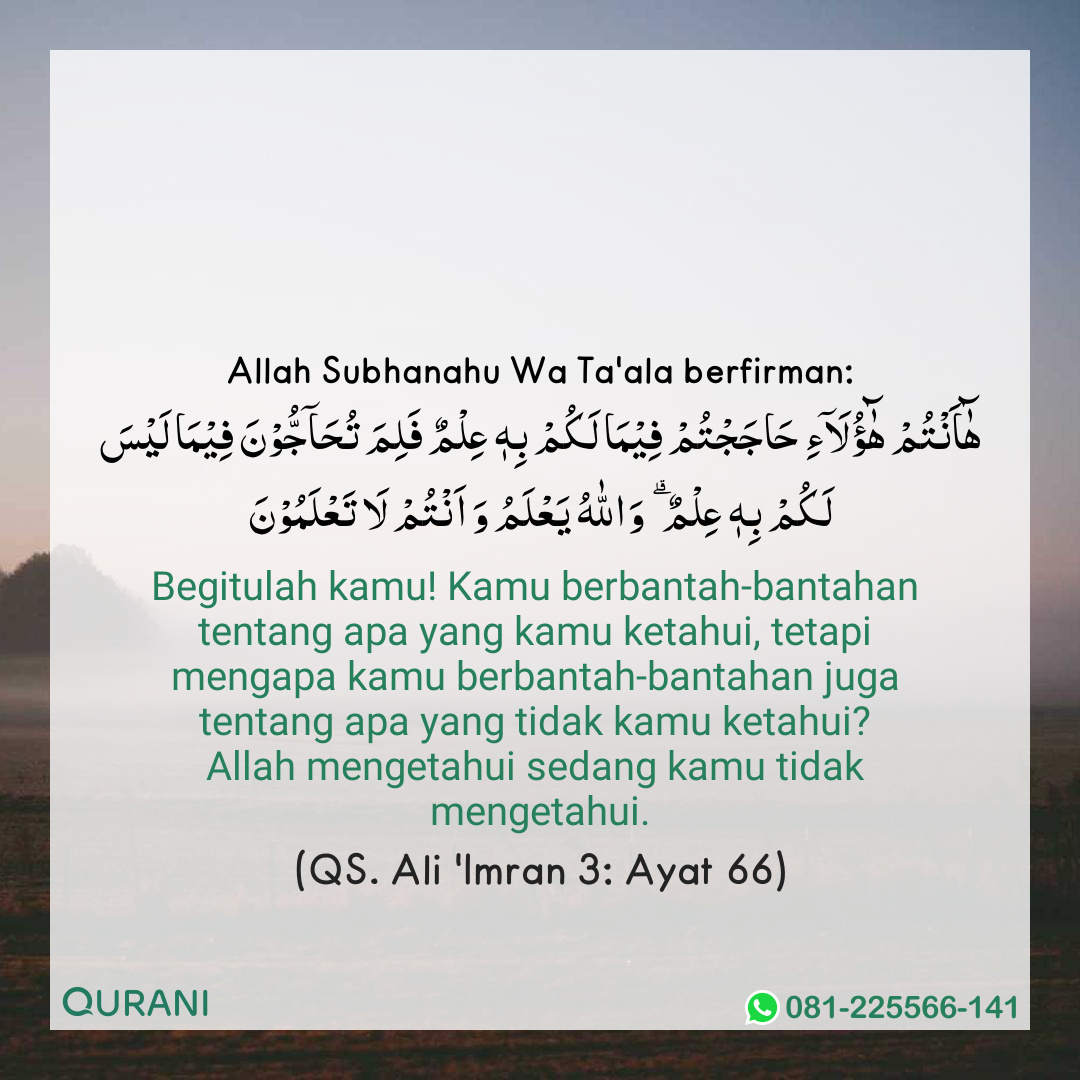 Allah Subhanahu Wa Ta'ala berfirman:
هٰۤاَنْتُمْ هٰۤؤُلَآءِ حَاجَجْتُمْ فِيْمَا لَـكُمْ بِهٖ عِلْمٌ فَلِمَ تُحَآجُّوْنَ فِيْمَا لَيْسَ
لَـكُمْ بِهٖ عِلْمٌ ۗ وَاللّٰهُ يَعْلَمُ وَاَنْتُمْ لَا تَعْلَمُوْنَ
Begitulah kamu! Kamu berbantah-bantahan
tentang apa yang kamu ketahui, tetapi
mengapa kamu berbantah-bantahan juga
tentang apa yang tidak kamu ketahui?
Allah mengetahui sedang kamu tidak
mengetahui.
(QS. Ali 'Imran 3: Ayat 66)
QURANI
081-225566-141